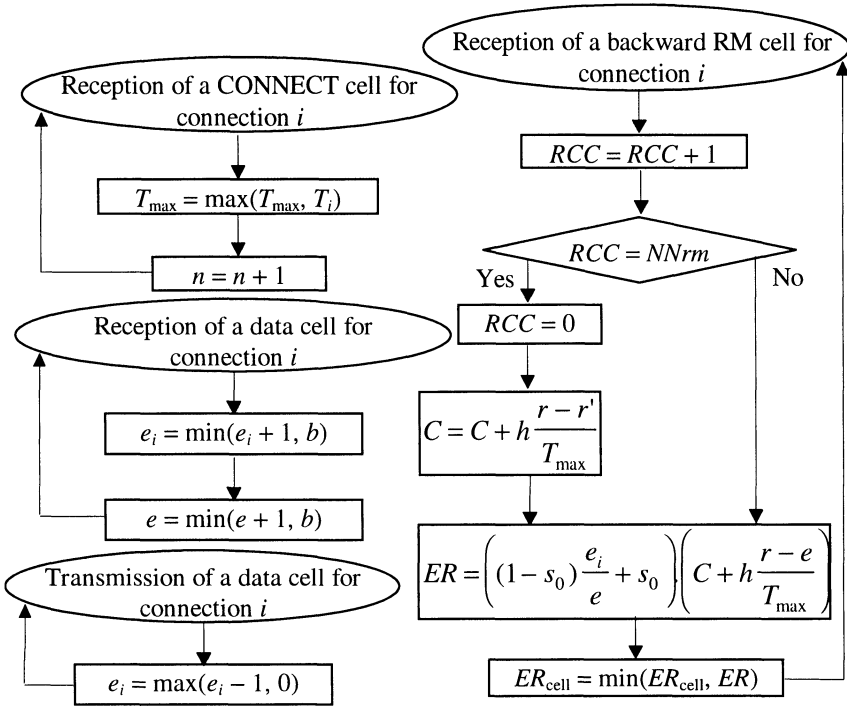 Reception of a CONNECT cell for
connection i
T_max = max(T_max, T_i)
n = n + 1
Reception of a data cell for
connection i
e_i = min(e_i + 1, b)
e = min(e + 1, b)
Transmission of a data cell for
connection i
e_i = max(e_i − 1, 0)
Reception of a backward RM cell for
connection i
RCC = RCC + 1
RCC = NNrm
Yes
No
RCC = 0
C = C + h (r − r')/T_max
ER = ((1 − s_0) e_i/e + s_0).(C + h (r − e)/T_max)
ER_cell = min(ER_cell, ER)